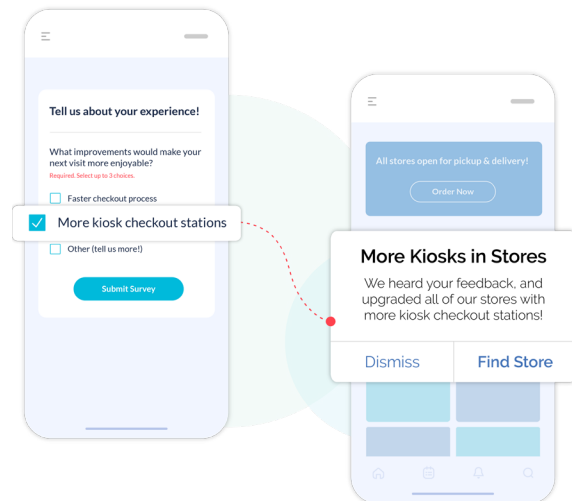 Tell us about your experience!
What improvements would make your
next visit more enjoyable?
Required. Select up to 3 choices.
Faster checkout process
More kiosk checkout stations
Other (tell us more!)
Submit Survey
All stores open for pickup & delivery!
Order Now
More Kiosks in Stores
We heard your feedback, and
upgraded all of our stores with
more kiosk checkout stations!
Dismiss
Find Store